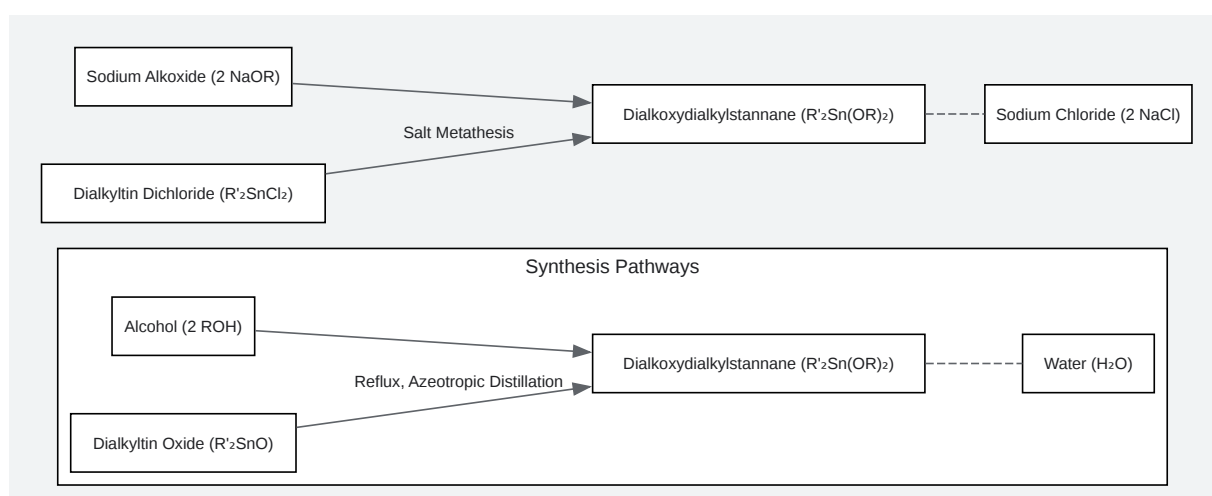 Sodium Alkoxide (2 NaOR)
Dialkoxydialkylstannane (R'₂Sn(OR)₂)
Sodium Chloride (2 NaCl)
Salt Metathesis
Dialkyltin Dichloride (R'₂SnCl₂)
Synthesis Pathways
Alcohol (2 ROH)
Dialkoxydialkylstannane (R'₂Sn(OR)₂)
Water (H₂O)
Reflux, Azeotropic Distillation
Dialkyltin Oxide (R'₂SnO)